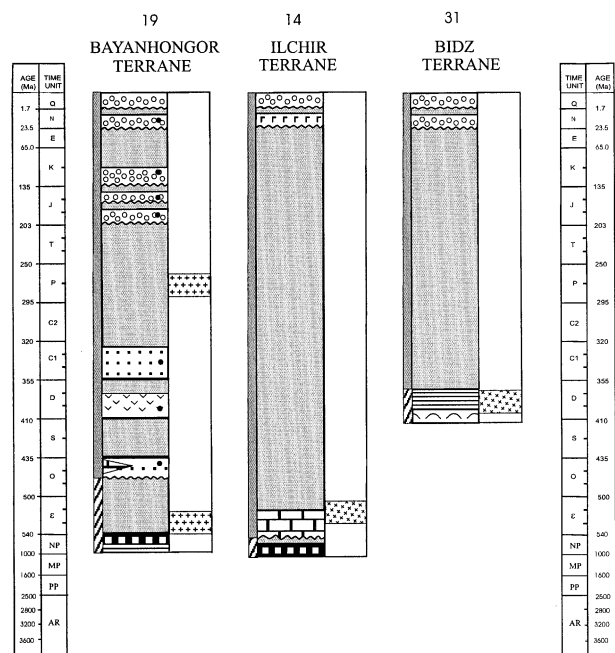 19
BAYANHONGOR
TERRANE
14
ILCHIR
TERRANE
31
BIDZ
TERRANE
AGE
(Ma)
TIME
UNIT
Q
1.7
N
23.5
E
65.0
K
135
J
203
T
250
P
295
C2
320
C1
355
D
410
S
435
O
500
Є
540
NP
1000
MP
1600
PP
2500
2800
AR
3200
3600
TIME
UNIT
AGE
(Ma)
Q
1.7
N
23.5
E
65.0
K
135
J
203
T
250
P
295
C2
320
C1
355
D
410
S
435
O
500
Є
540
NP
1000
MP
1600
PP
2500
2800
AR
3200
3600